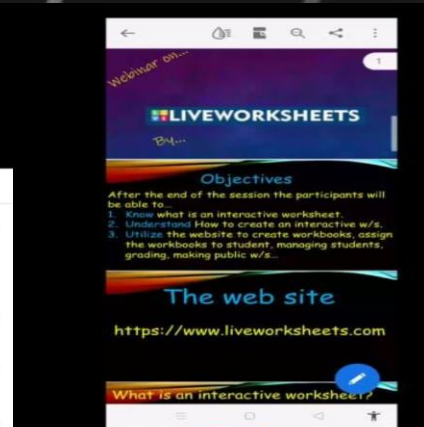 1
Webinar on...
LIVEWORKSHEETS
By...
Objectives
After the end of the session the participants will
be able to...
1. Know what is an interactive worksheet.
2. Understand How to create an interactive w/s.
3. Utilize the website to create workbooks, assign
the workbooks to student, managing students,
grading, making public w/s...
The web site
https://www.liveworksheets.com
What is an interactive worksheet?